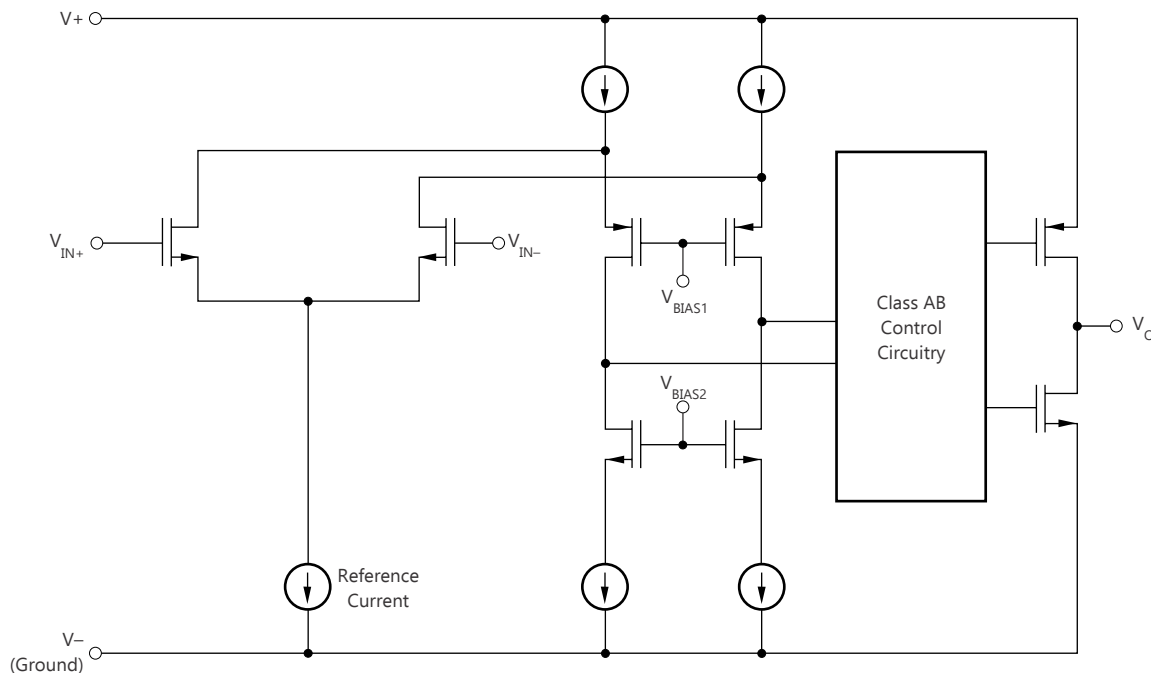 V+
V IN+
V IN–
V BIAS1
Class AB
Control
Circuitry
V O
V BIAS2
Reference
Current
V–
(Ground)